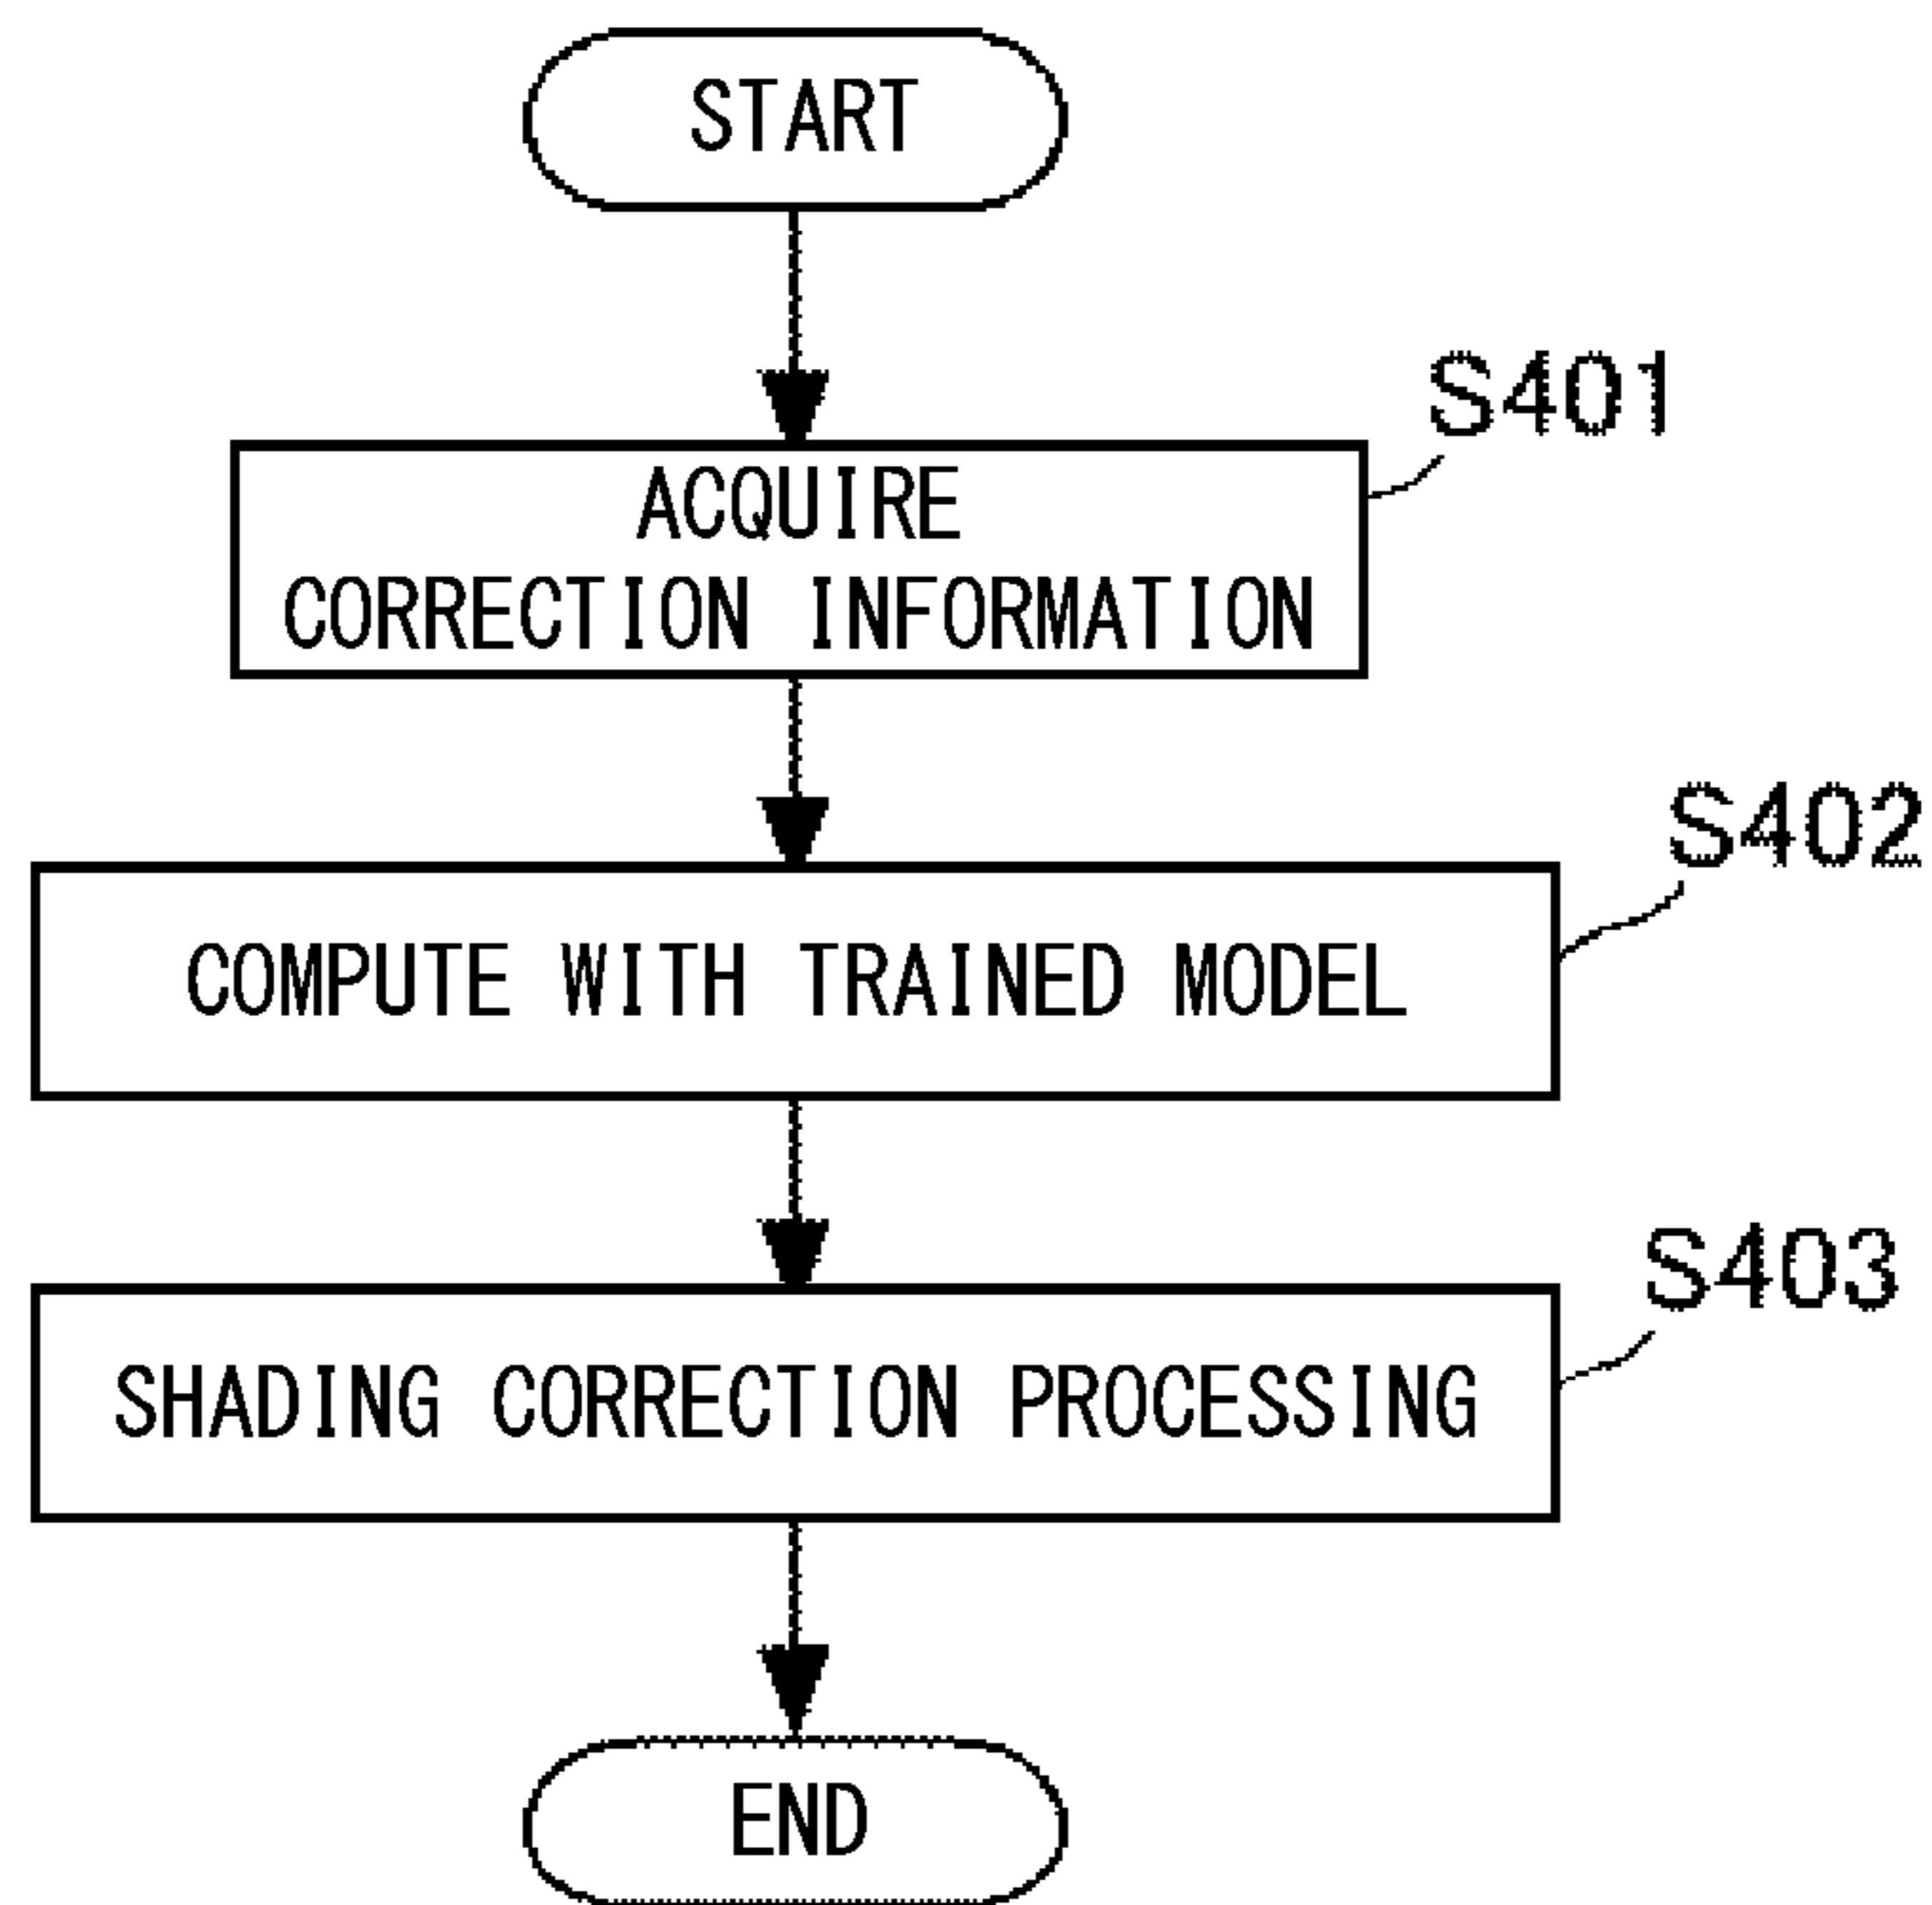 START
S401
ACQUIRE
CORRECTION INFORMATION
S402
COMPUTE WITH TRAINED MODEL
S403
SHADING CORRECTION PROCESSING
END